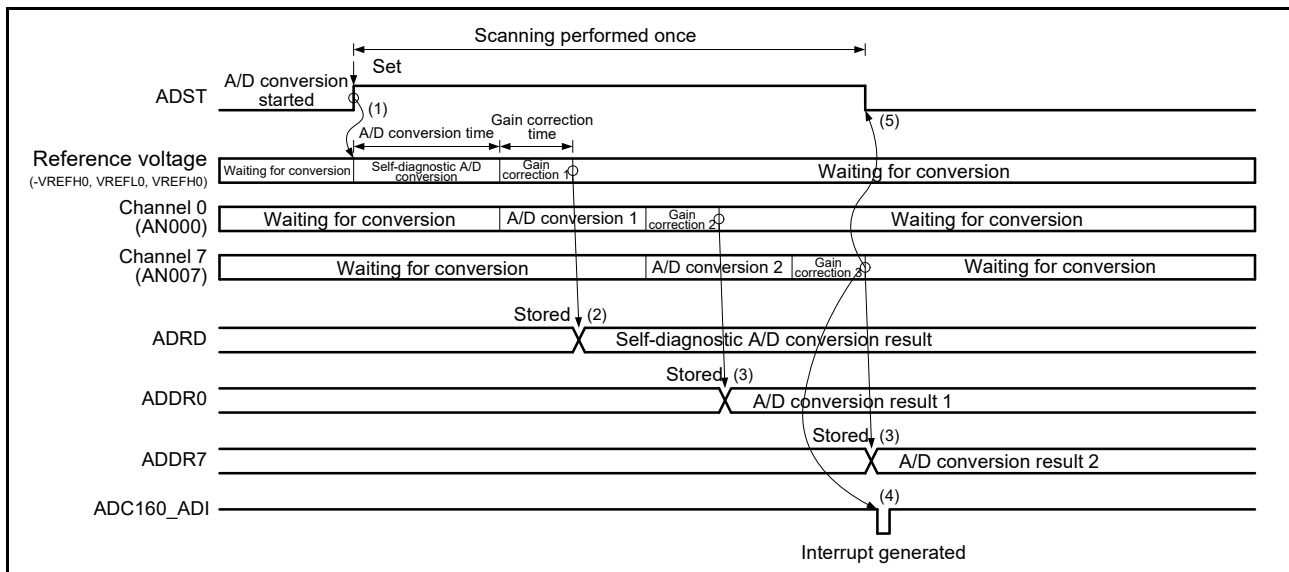 Scanning performed once
Set
A/D conversion
started
ADST
(1)
(5)
A/D conversion time
Gain correction
time
Reference voltage
(-VREFH0, VREFL0, VREFH0)
Waiting for conversion
Self-diagnostic A/D
conversion
Gain
correction 1
Waiting for conversion
Channel 0
(AN000)
Waiting for conversion
A/D conversion 1
Gain
correction 2
Waiting for conversion
Channel 7
(AN007)
Waiting for conversion
A/D conversion 2
Gain
correction 3
Waiting for conversion
Stored (2)
ADRD
Self-diagnostic A/D conversion result
Stored (3)
ADDR0
A/D conversion result 1
Stored (3)
ADDR7
A/D conversion result 2
ADC160_ADI
(4)
Interrupt generated